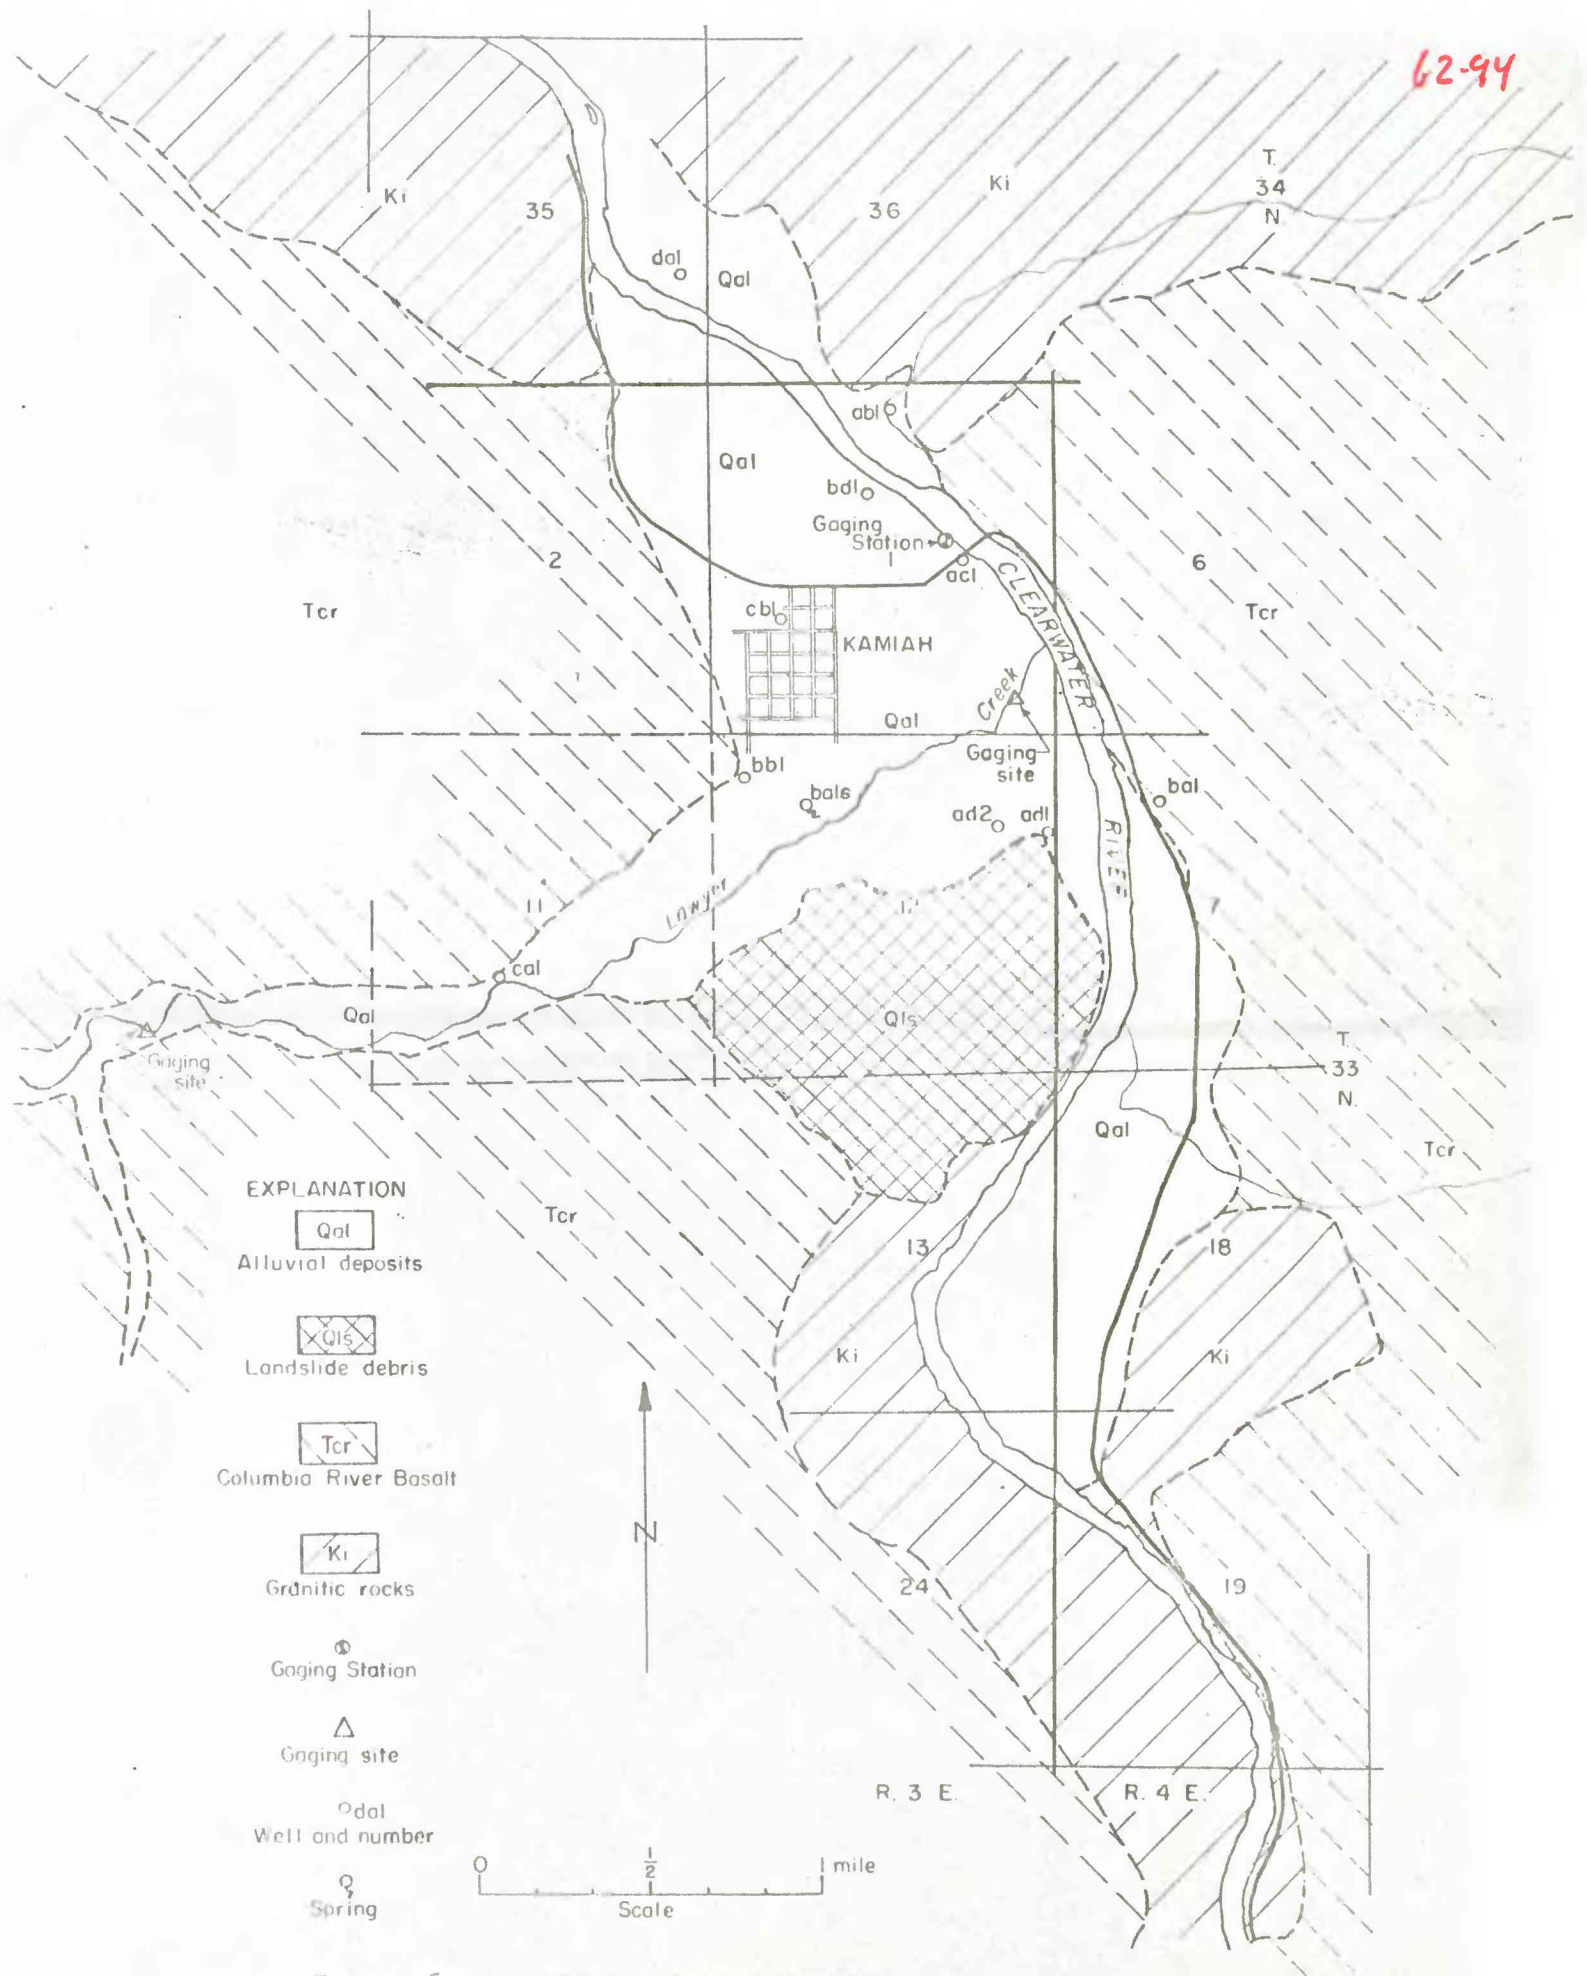 62-94
T.
34
N
Ki
Ki
35
36
dal
Qal
abl
Qal
bdl
Gaging
Station
1
acl
2
6
Tcr
Tcr
cbl
KAMIAH
CLEARWATER
RIVER
Creek
Qal
Gaging
site
bbl
bals
bal
ad2
adl
11
12
7
Lawyer
cal
Qal
Qls
Gaging
site
T.
33
N.
Qal
Tcr
Tcr
13
18
Ki
Ki
24
19
R. 3 E.
R. 4 E.
EXPLANATION
Qal
Alluvial deposits
Qls
Landslide debris
Tcr
Columbia River Basalt
Ki
Granitic rocks
Gaging Station
Gaging site
dal
Well and number
Spring
N
0
1/2
1 mile
Scale